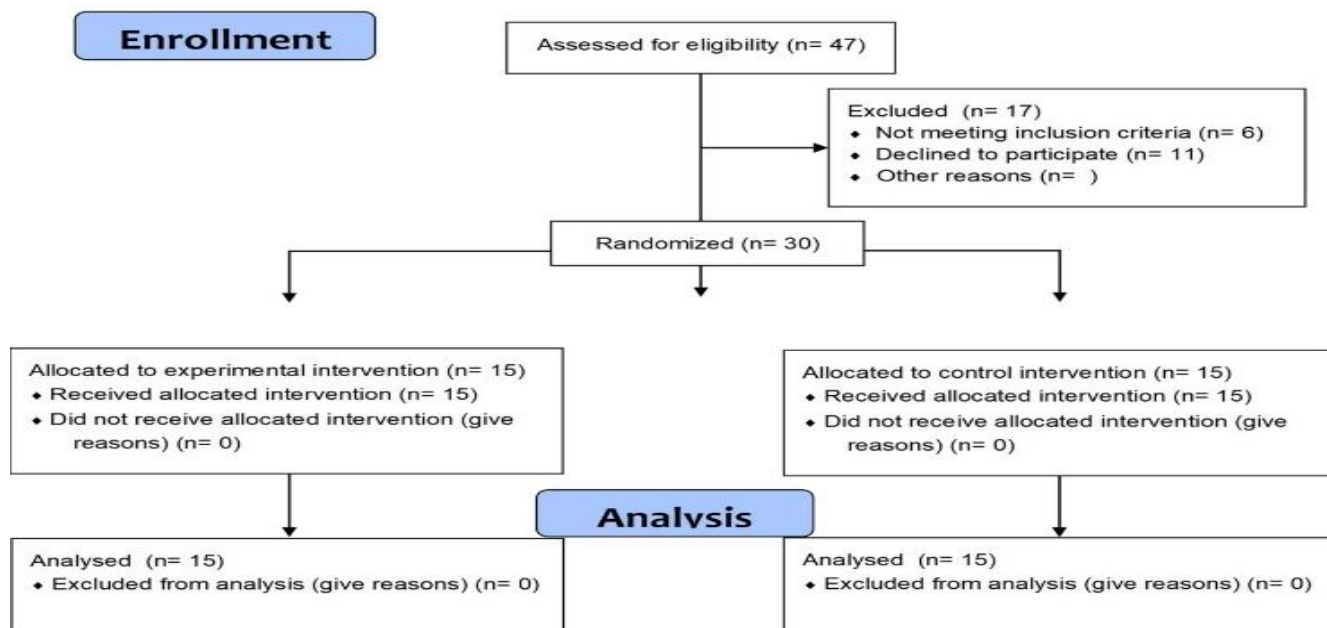 Enrollment
Assessed for eligibility (n= 47)
Excluded (n= 17)
◆ Not meeting inclusion criteria (n= 6)
◆ Declined to participate (n= 11)
◆ Other reasons (n= )
Randomized (n= 30)
Allocated to experimental intervention (n= 15)
◆ Received allocated intervention (n= 15)
◆ Did not receive allocated intervention (give
reasons) (n= 0)
Allocated to control intervention (n= 15)
◆ Received allocated intervention (n= 15)
◆ Did not receive allocated intervention (give
reasons) (n= 0)
Analysis
Analysed (n= 15)
◆ Excluded from analysis (give reasons) (n= 0)
Analysed (n= 15)
◆ Excluded from analysis (give reasons) (n= 0)